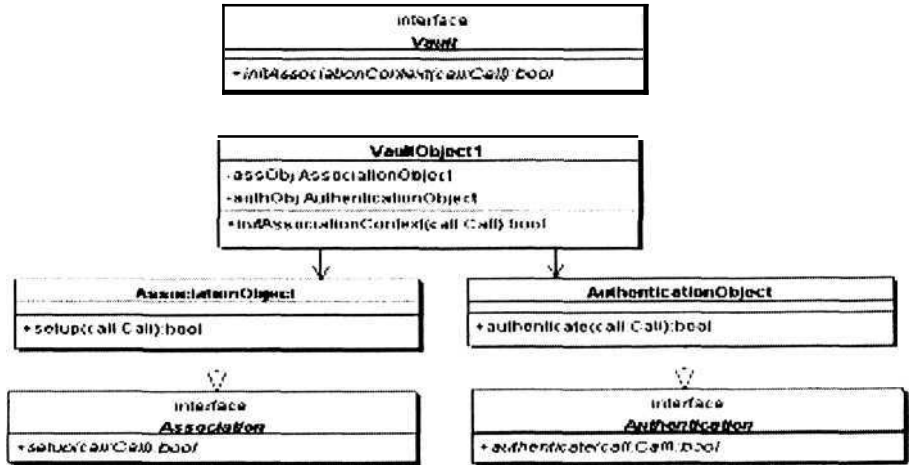 interface
Vault
+initAssociationContext(call:Call):bool
VaultObject1
-assObj:AssociationObject
-authObj:AuthenticationObject
+initAssociationContext(call:Call):bool
AssociationObject
+setup(call:Call):bool
AuthenticationObject
+authenticate(call:Call):bool
interface
Association
+setup(call:Call):bool
interface
Authentication
+authenticate(call:Call):bool